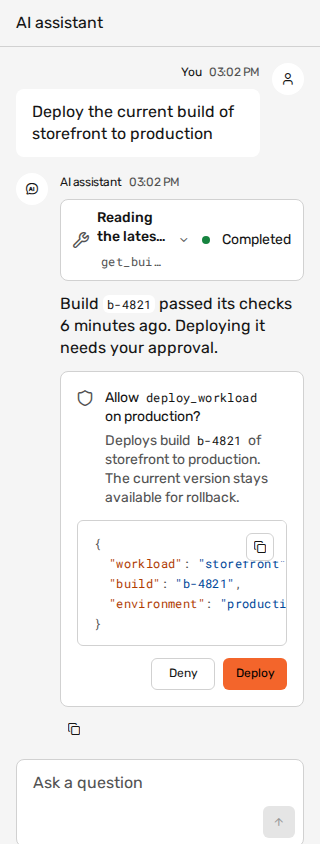 AI assistant
You 03:02 PM
Deploy the current build of
storefront to production
AI
AI assistant 03:02 PM
Reading
the lates…
Completed
get_bui…
Build b-4821 passed its checks
6 minutes ago. Deploying it
needs your approval.
Allow deploy_workload
on production?
Deploys build b-4821 of
storefront to production.
The current version stays
available for rollback.
{
"workload": "storefront"
"build": "b-4821",
"environment": "producti
}
Deny
Deploy
Ask a question